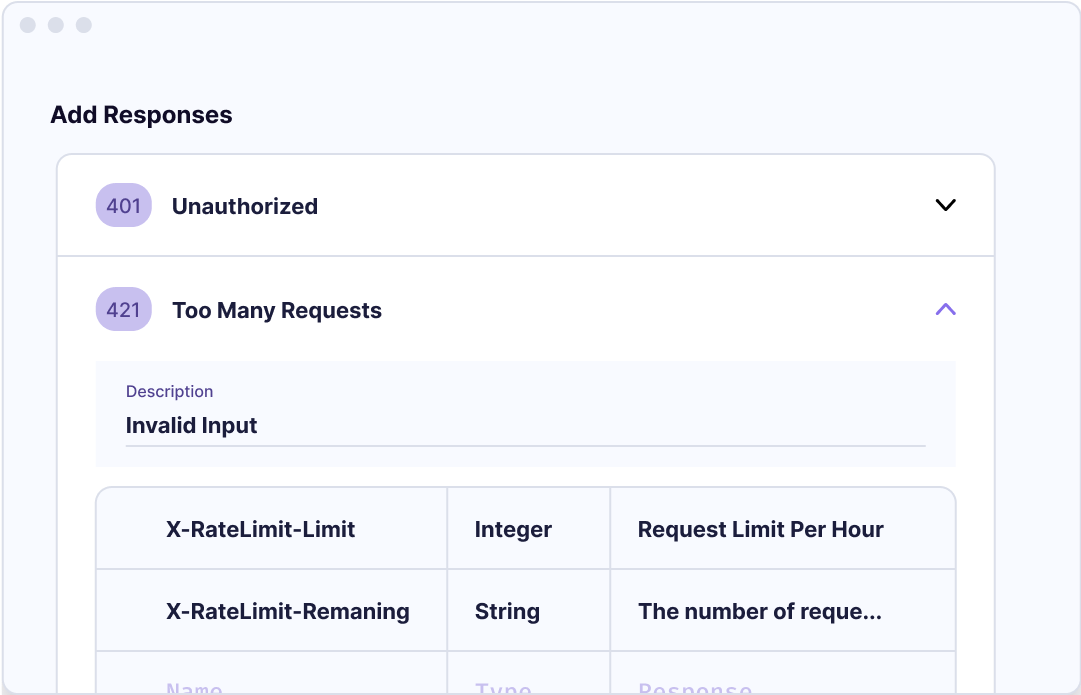 Add Responses
401 Unauthorized
421 Too Many Requests
Description
Invalid Input
X-RateLimit-Limit Integer Request Limit Per Hour
X-RateLimit-Remaning String The number of reque...
Name Type Response